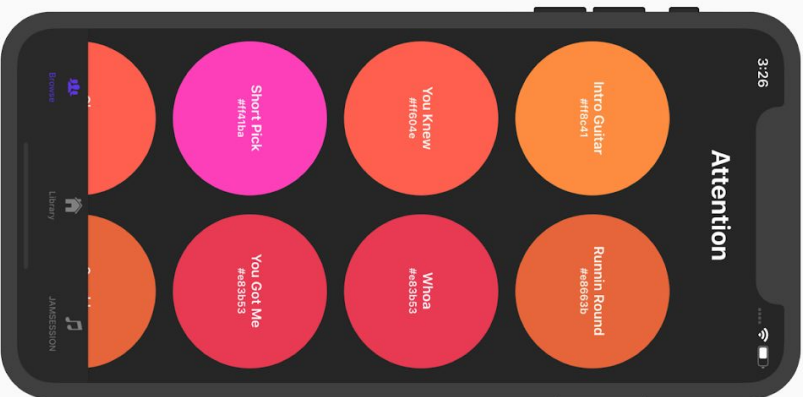 3:26
Attention
Intro Guitar
#ff8c41
Runnin Round
#e8663b
You Knew
#ff604e
Whoa
#e83b53
Short Pick
#ff41ba
You Got Me
#e83b53
Browse
Library
JAMSESSION